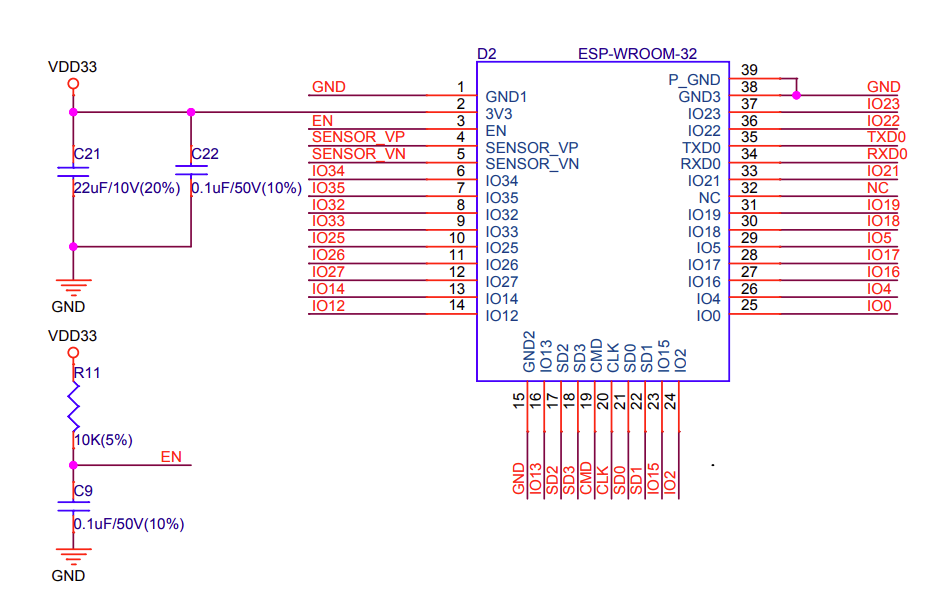 D2 ESP-WROOM-32
VDD33
C21
22uF/10V(20%)
C22
0.1uF/50V(10%)
GND
VDD33
R11
10K(5%)
EN
C9
0.1uF/50V(10%)
GND
GND 1 GND1
2 3V3
EN 3 EN
SENSOR_VP 4 SENSOR_VP
SENSOR_VN 5 SENSOR_VN
IO34 6 IO34
IO35 7 IO35
IO32 8 IO32
IO33 9 IO33
IO25 10 IO25
IO26 11 IO26
IO27 12 IO27
IO14 13 IO14
IO12 14 IO12
P_GND 39
GND3 38 GND
IO23 37 IO23
IO22 36 IO22
TXD0 35 TXD0
RXD0 34 RXD0
IO21 33 IO21
NC 32 NC
IO19 31 IO19
IO18 30 IO18
IO5 29 IO5
IO17 28 IO17
IO16 27 IO16
IO4 26 IO4
IO0 25 IO0
GND2 15 GND
IO13 16 IO13
SD2 17 SD2
SD3 18 SD3
CMD 19 CMD
CLK 20 CLK
SD0 21 SD0
SD1 22 SD1
IO15 23 IO15
IO2 24 IO2